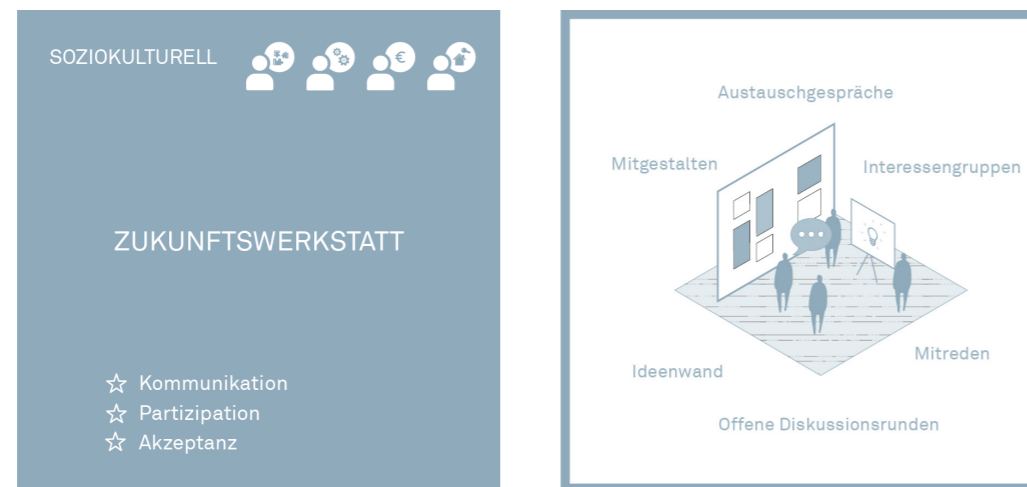 SOZIOKULTURELL
€
ZUKUNFTSWERKSTATT
Kommunikation
Partizipation
Akzeptanz
Austauschgespräche
Mitgestalten
Interessengruppen
Ideenwand
Mitreden
Offene Diskussionsrunden